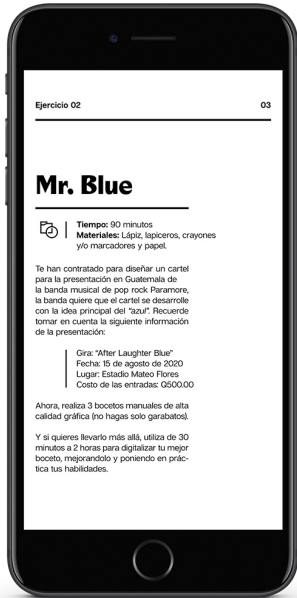 Ejercicio 02 03
Mr. Blue
Tiempo: 90 minutos
Materiales: Lápiz, lapiceros, crayones
y/o marcadores y papel.
Te han contratado para diseñar un cartel
para la presentación en Guatemala de
la banda musical de pop rock Paramore,
la banda quiere que el cartel se desarrolle
con la idea principal del "azul". Recuerde
tomar en cuenta la siguiente información
de la presentación:
Gira: "After Laughter Blue"
Fecha: 15 de agosto de 2020
Lugar: Estadio Mateo Flores
Costo de las entradas: Q500.00
Ahora, realiza 3 bocetos manuales de alta
calidad gráfica (no hagas solo garabatos).
Y si quieres llevarlo más allá, utiliza de 30
minutos a 2 horas para digitalizar tu mejor
boceto, mejorandolo y poniendo en prác-
tica tus habilidades.